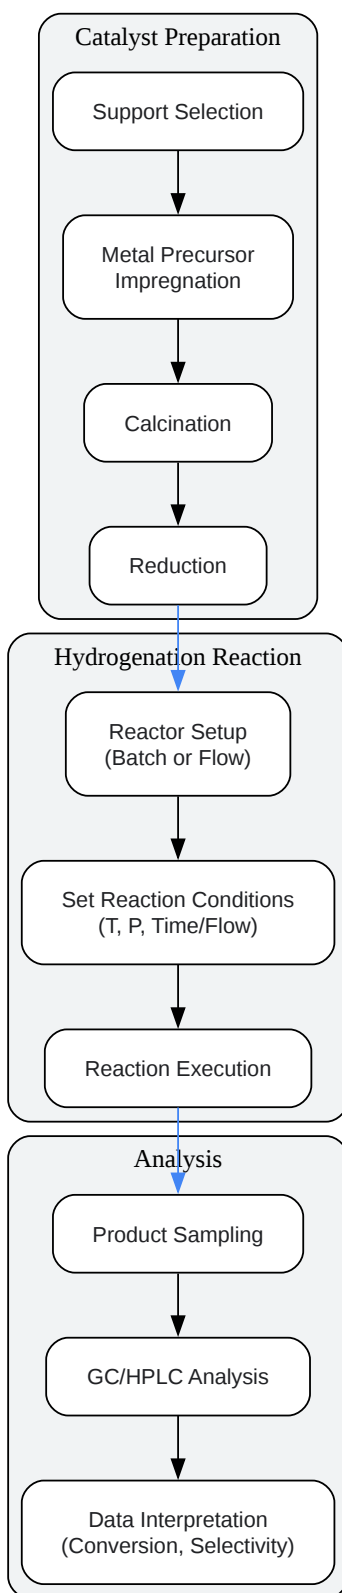 Catalyst Preparation
Support Selection
Metal Precursor
Impregnation
Calcination
Reduction
Hydrogenation Reaction
Reactor Setup
(Batch or Flow)
Set Reaction Conditions
(T, P, Time/Flow)
Reaction Execution
Analysis
Product Sampling
GC/HPLC Analysis
Data Interpretation
(Conversion, Selectivity)